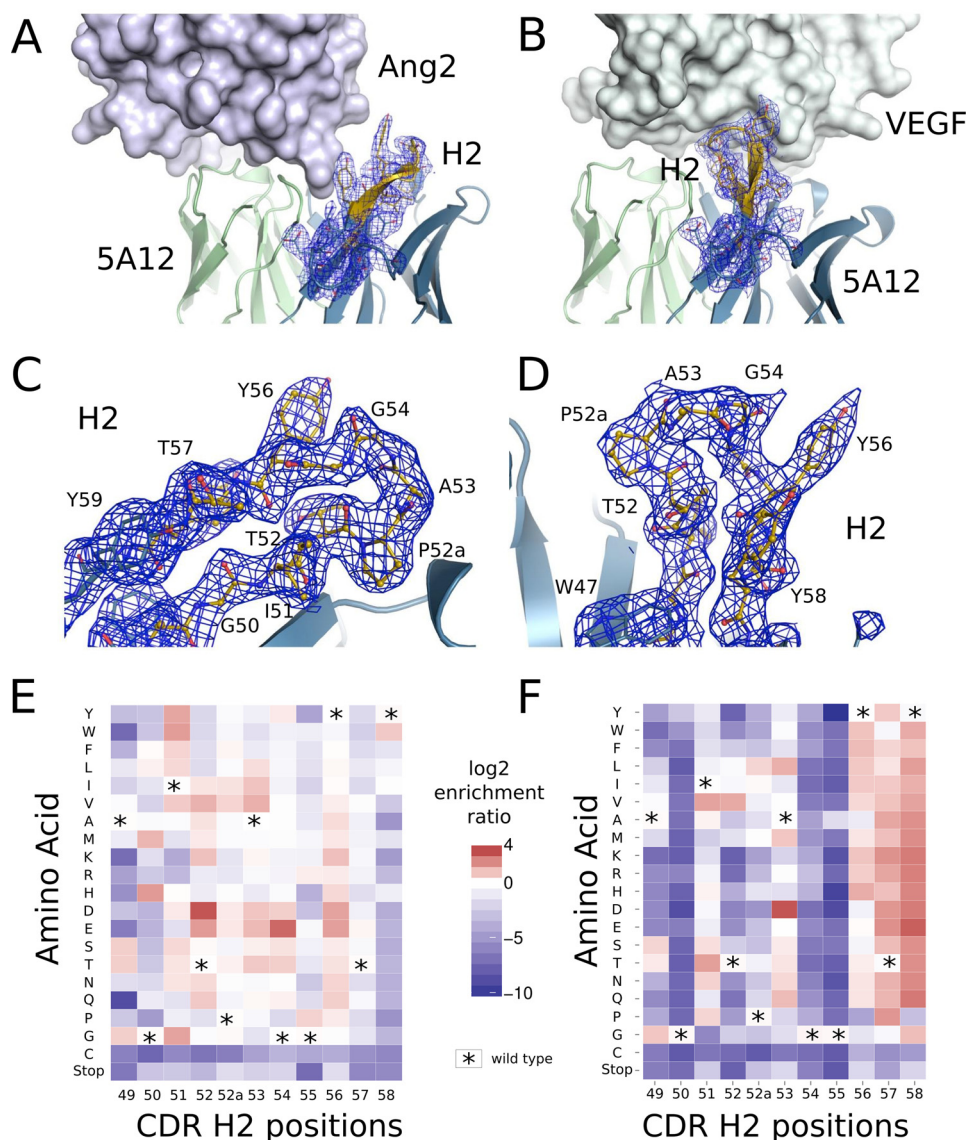 A
B
Ang2
VEGF
H2
H2
5A12
5A12
C
D
H2
Y56
G54
T57
Y59
A53
T52
P52a
I51
G50
A53
G54
P52a
Y56
T52
H2
W47
Y58
E
F
Amino Acid
Y
W
F
L
I
V
A
M
K
R
H
D
E
S
T
N
Q
P
G
C
Stop
* * * * * * * * * * *
49 50 51 52 52a 53 54 55 56 57 58
CDR H2 positions
log2
enrichment
ratio
4
0
−5
−10
* wild type
Amino Acid
Y
W
F
L
I
V
A
M
K
R
H
D
E
S
T
N
Q
P
G
C
Stop
* * * * * * * * * * *
49 50 51 52 52a 53 54 55 56 57 58
CDR H2 positions